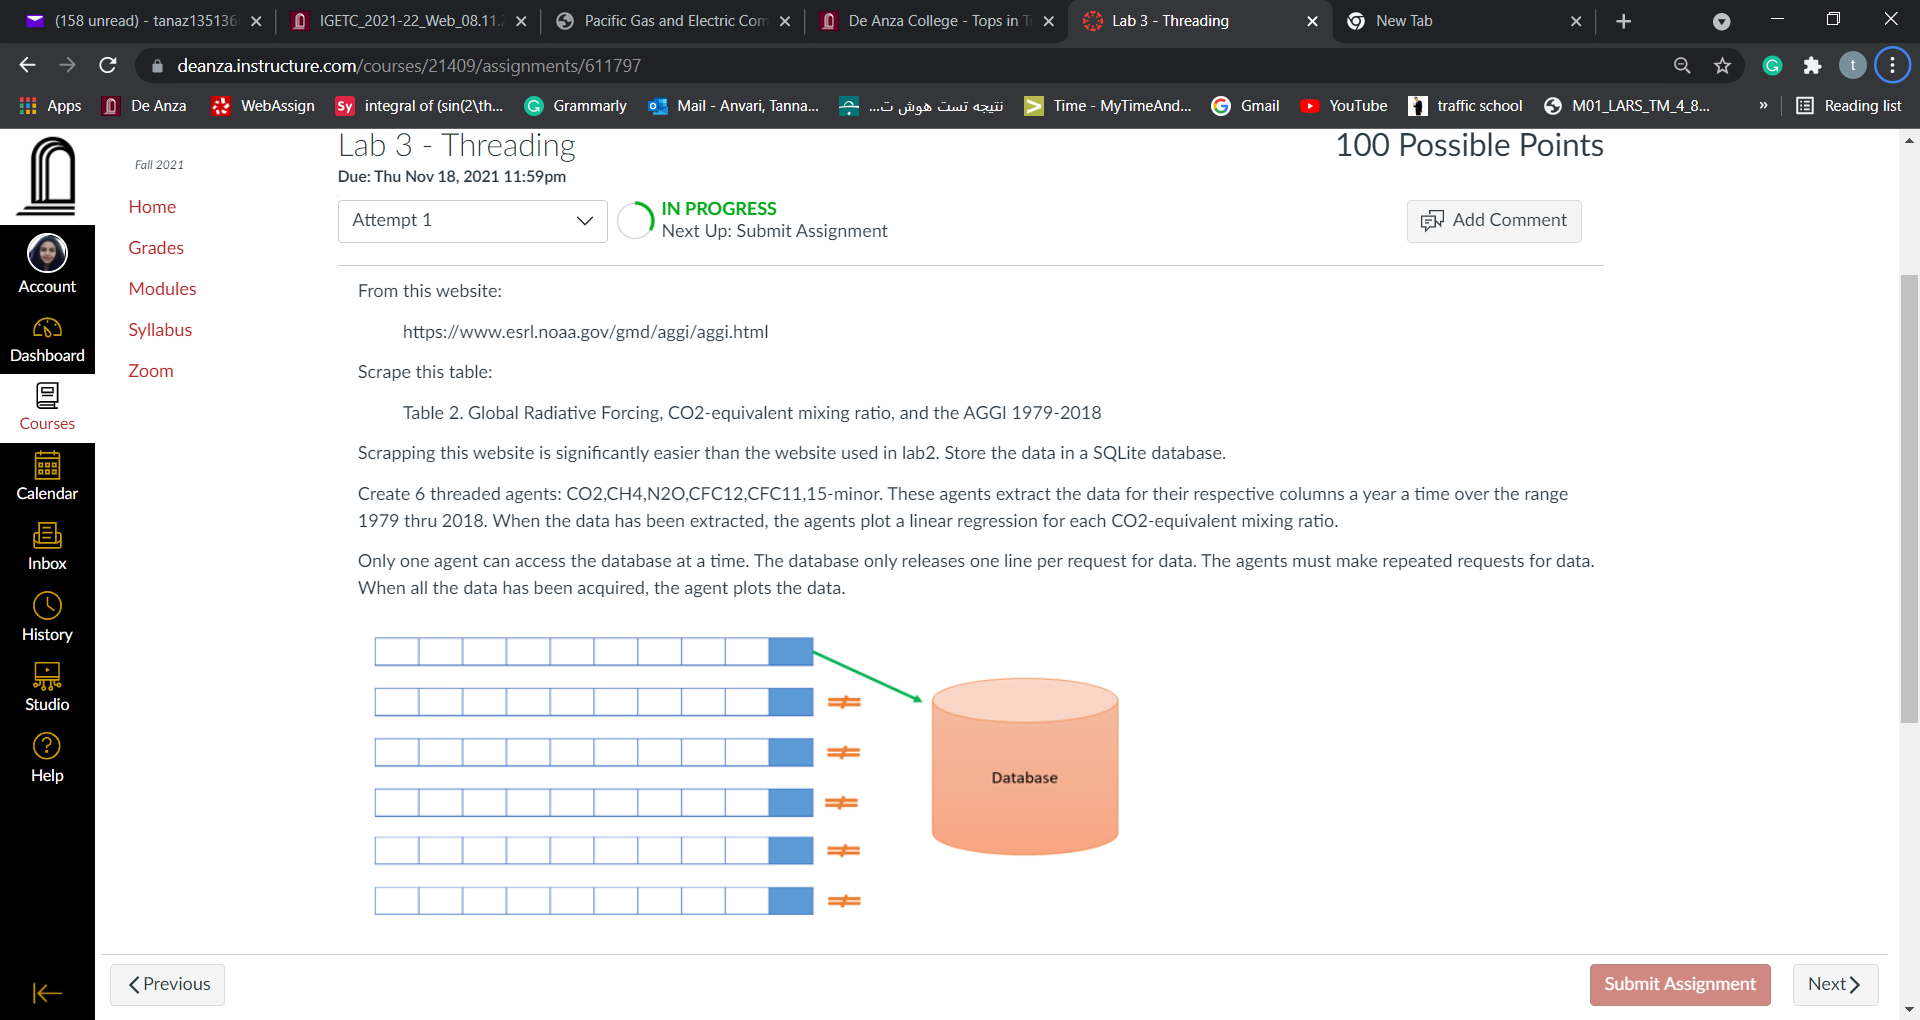 (158 unread) - tanaz135136
IGETC_2021-22_Web_08.11.
Pacific Gas and Electric Com
De Anza College - Tops in
Lab 3 - Threading
New Tab
deanza.instructure.com/courses/21409/assignments/611797
t
Apps
De Anza
WebAssign
Sy
integral of (sin(2\th...
Grammarly
Mail - Anvari, Tanna...
نتیجه تست هوش ت...
Time - MyTimeAnd...
Gmail
YouTube
traffic school
M01_LARS_TM_4_8...
»
Reading list
Lab 3 - Threading
100 Possible Points
Due: Thu Nov 18, 2021 11:59pm
Fall 2021
Home
Grades
Modules
Syllabus
Zoom
Account
Dashboard
Courses
Calendar
Inbox
History
Studio
Help
Attempt 1
IN PROGRESS
Next Up: Submit Assignment
Add Comment
From this website:
https://www.esrl.noaa.gov/gmd/aggi/aggi.html
Scrape this table:
Table 2. Global Radiative Forcing, CO2-equivalent mixing ratio, and the AGGI 1979-2018
Scrapping this website is significantly easier than the website used in lab2. Store the data in a SQLite database.
Create 6 threaded agents: CO2,CH4,N2O,CFC12,CFC11,15-minor. These agents extract the data for their respective columns a year a time over the range
1979 thru 2018. When the data has been extracted, the agents plot a linear regression for each CO2-equivalent mixing ratio.
Only one agent can access the database at a time. The database only releases one line per request for data. The agents must make repeated requests for data.
When all the data has been acquired, the agent plots the data.
Database
Previous
Submit Assignment
Next